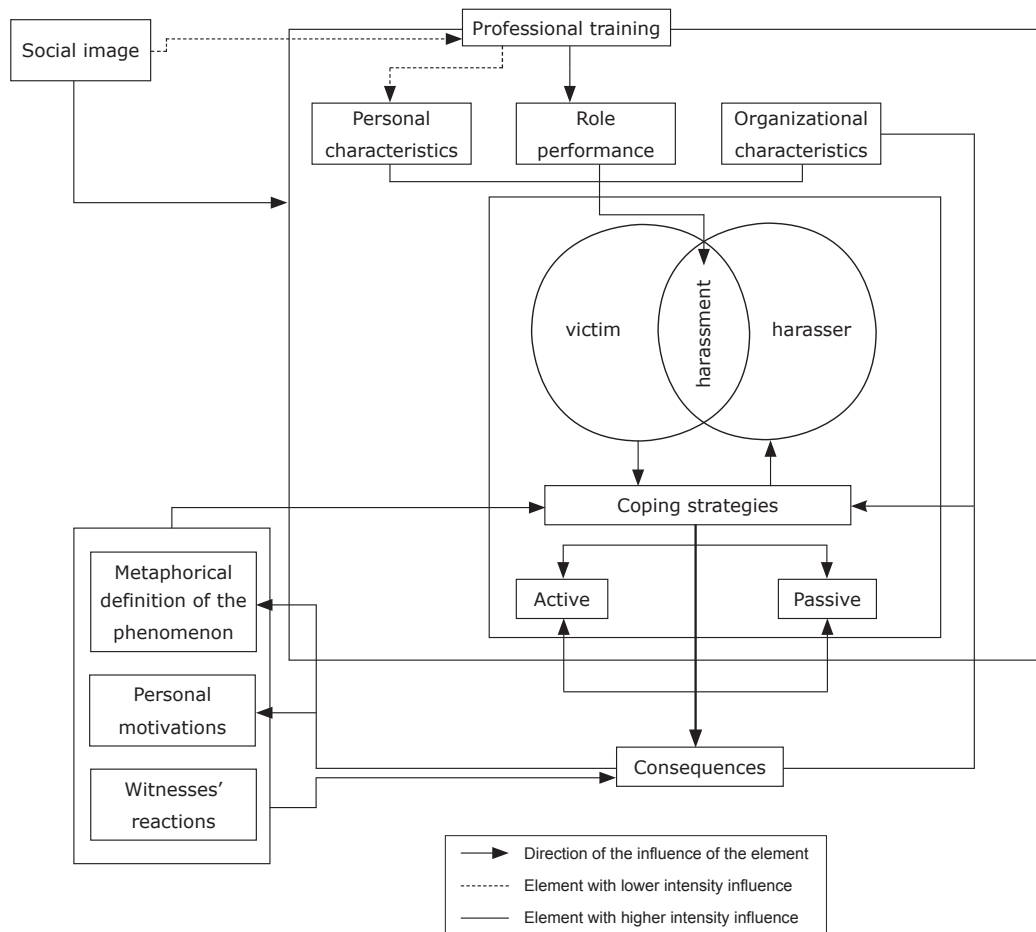 Professional training
Social image
Personal
characteristics
Role
performance
Organizational
characteristics
victim
harassment
harasser
Coping strategies
Metaphorical
definition of the
phenomenon
Active
Passive
Personal
motivations
Consequences
Witnesses’
reactions
Direction of the influence of the element
Element with lower intensity influence
Element with higher intensity influence